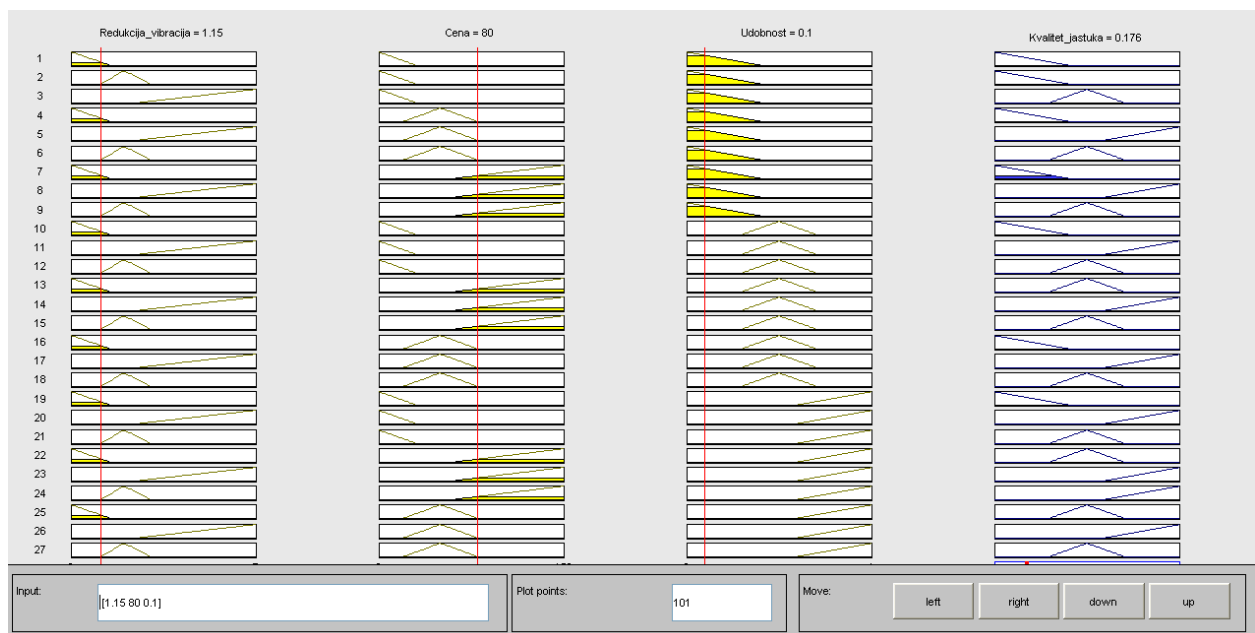 Redukcija_vibracija = 1.15
Cena = 80
Udobnost = 0.1
Kvalitet_jastuka = 0.176
1
2
3
4
5
6
7
8
9
10
11
12
13
14
15
16
17
18
19
20
21
22
23
24
25
26
27
Input:
[1.15 80 0.1]
Plot points:
101
Move:
left
right
down
up